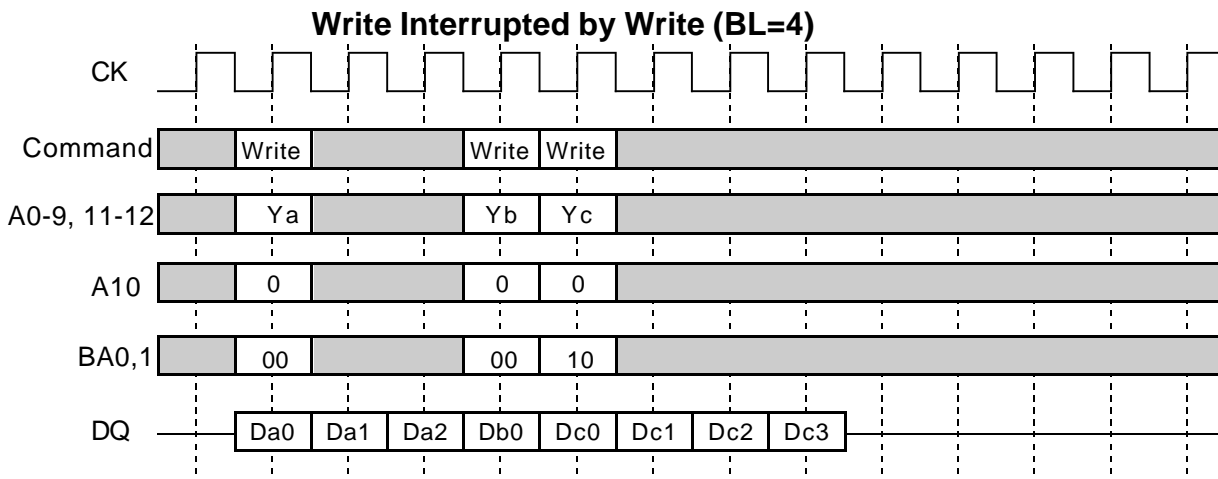 Write Interrupted by Write (BL=4)
CK
Command Write Write Write
A0-9, 11-12 Ya Yb Yc
A10 0 0 0
BA0,1 00 00 10
DQ Da0 Da1 Da2 Db0 Dc0 Dc1 Dc2 Dc3